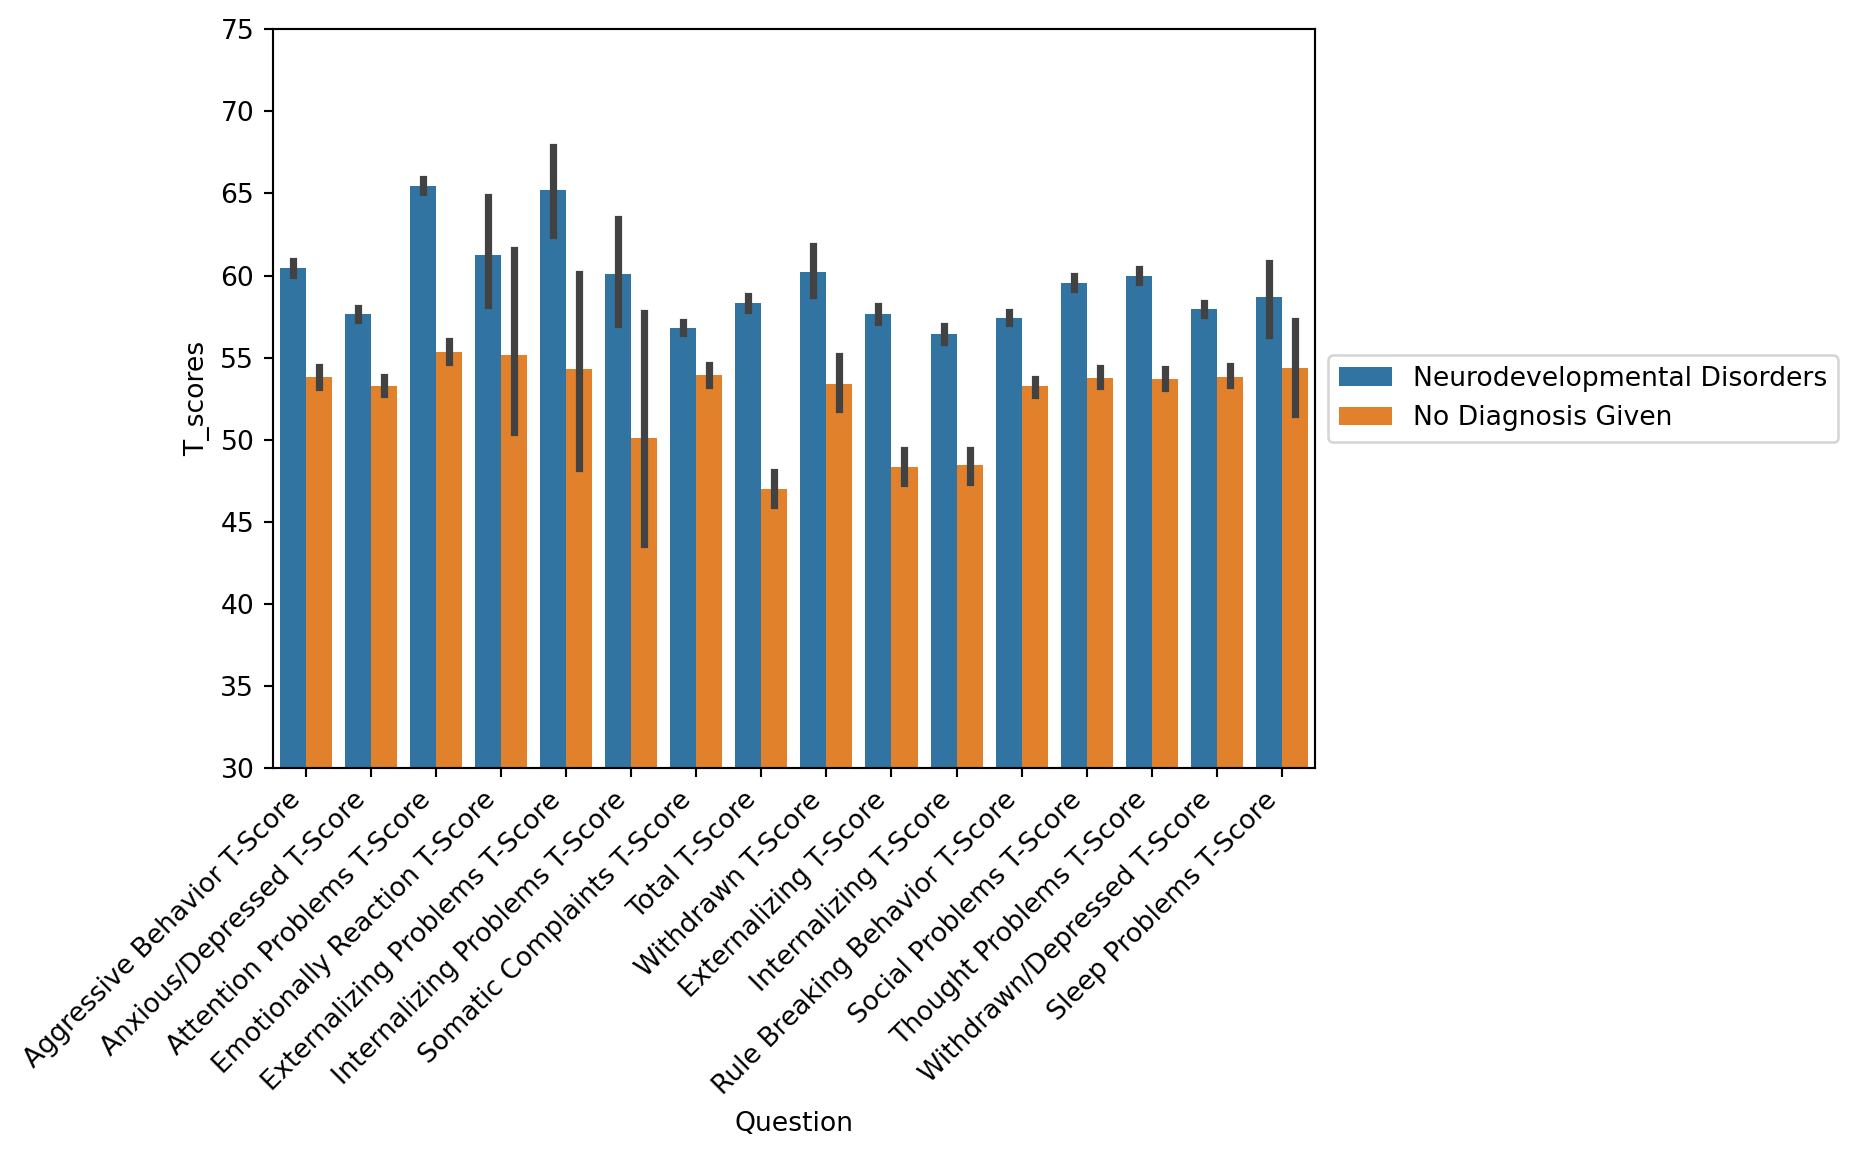 75
70
65
60
55
50
45
40
35
30
T_scores
Aggressive Behavior T-Score
Anxious/Depressed T-Score
Attention Problems T-Score
Emotionally Reaction T-Score
Externalizing Problems T-Score
Internalizing Problems T-Score
Somatic Complaints T-Score
Total T-Score
Withdrawn T-Score
Externalizing T-Score
Internalizing T-Score
Rule Breaking Behavior T-Score
Social Problems T-Score
Thought Problems T-Score
Withdrawn/Depressed T-Score
Sleep Problems T-Score
Question
Neurodevelopmental Disorders
No Diagnosis Given